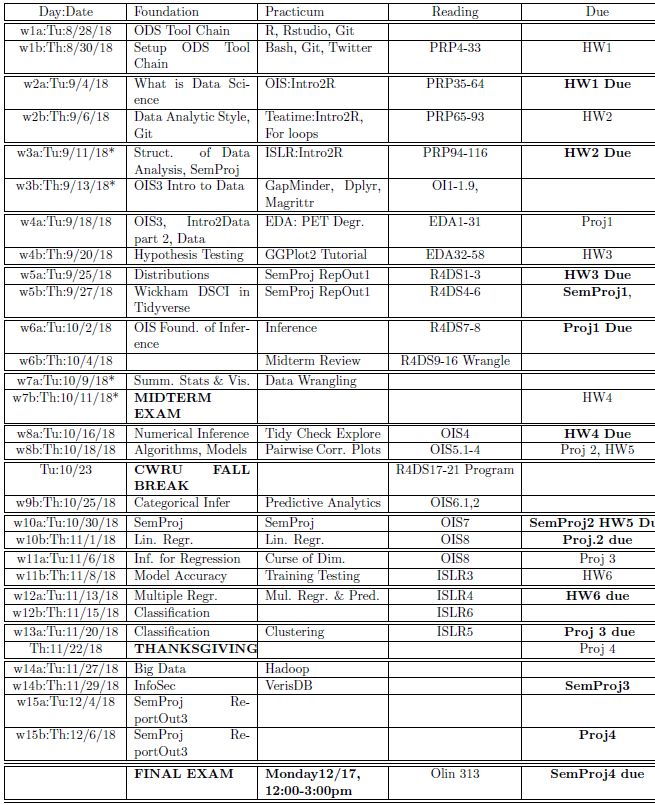 Day:Date Foundation Practicum Reading Due
w1a:Tu:8/28/18 ODS Tool Chain R, Rstudio, Git
w1b:Th:8/30/18 Setup ODS Tool Bash, Git, Twitter PRP4-33 HW1
Chain
w2a:Tu:9/4/18 What is Data Sci- OIS:Intro2R PRP35-64 HW1 Due
ence
w2b:Th:9/6/18 Data Analytic Style, Teatime:Intro2R, PRP65-93 HW2
Git For loops
w3a:Tu:9/11/18* Struct. of Data ISLR:Intro2R PRP94-116 HW2 Due
Analysis, SemProj
w3b:Th:9/13/18* OIS3 Intro to Data GapMinder, Dplyr, OI1-1.9,
Magrittr
w4a:Tu:9/18/18 OIS3, Intro2Data EDA: PET Degr. EDA1-31 Proj1
part 2, Data
w4b:Th:9/20/18 Hypothesis Testing GGPlot2 Tutorial EDA32-58 HW3
w5a:Tu:9/25/18 Distributions SemProj RepOut1 R4DS1-3 HW3 Due
w5b:Th:9/27/18 Wickham DSCI in SemProj RepOut1 R4DS4-6 SemProj1,
Tidyverse
w6a:Tu:10/2/18 OIS Found. of Infer- Inference R4DS7-8 Proj1 Due
ence
w6b:Th:10/4/18 Midterm Review R4DS9-16 Wrangle
w7a:Tu:10/9/18* Summ. Stats & Vis. Data Wrangling
w7b:Th:10/11/18* MIDTERM HW4
EXAM
w8a:Tu:10/16/18 Numerical Inference Tidy Check Explore OIS4 HW4 Due
w8b:Th:10/18/18 Algorithms, Models Pairwise Corr. Plots OIS5.1-4 Proj 2, HW5
Tu:10/23 CWRU FALL R4DS17-21 Program
BREAK
w9b:Th:10/25/18 Categorical Infer Predictive Analytics OIS6.1,2
w10a:Tu:10/30/18 SemProj SemProj OIS7 SemProj2 HW5 Du
w10b:Th:11/1/18 Lin. Regr. Lin. Regr. OIS8 Proj.2 due
w11a:Tu:11/6/18 Inf. for Regression Curse of Dim. OIS8 Proj 3
w11b:Th:11/8/18 Model Accuracy Training Testing ISLR3 HW6
w12a:Tu:11/13/18 Multiple Regr. Mul. Regr. & Pred. ISLR4 HW6 due
w12b:Th:11/15/18 Classification ISLR6
w13a:Tu:11/20/18 Classification Clustering ISLR5 Proj 3 due
Th:11/22/18 THANKSGIVING Proj 4
w14a:Tu:11/27/18 Big Data Hadoop
w14b:Th:11/29/18 InfoSec VerisDB SemProj3
w15a:Tu:12/4/18 SemProj Re-
portOut3
w15b:Th:12/6/18 SemProj Re- Proj4
portOut3
FINAL EXAM Monday12/17, Olin 313 SemProj4 due
12:00-3:00pm